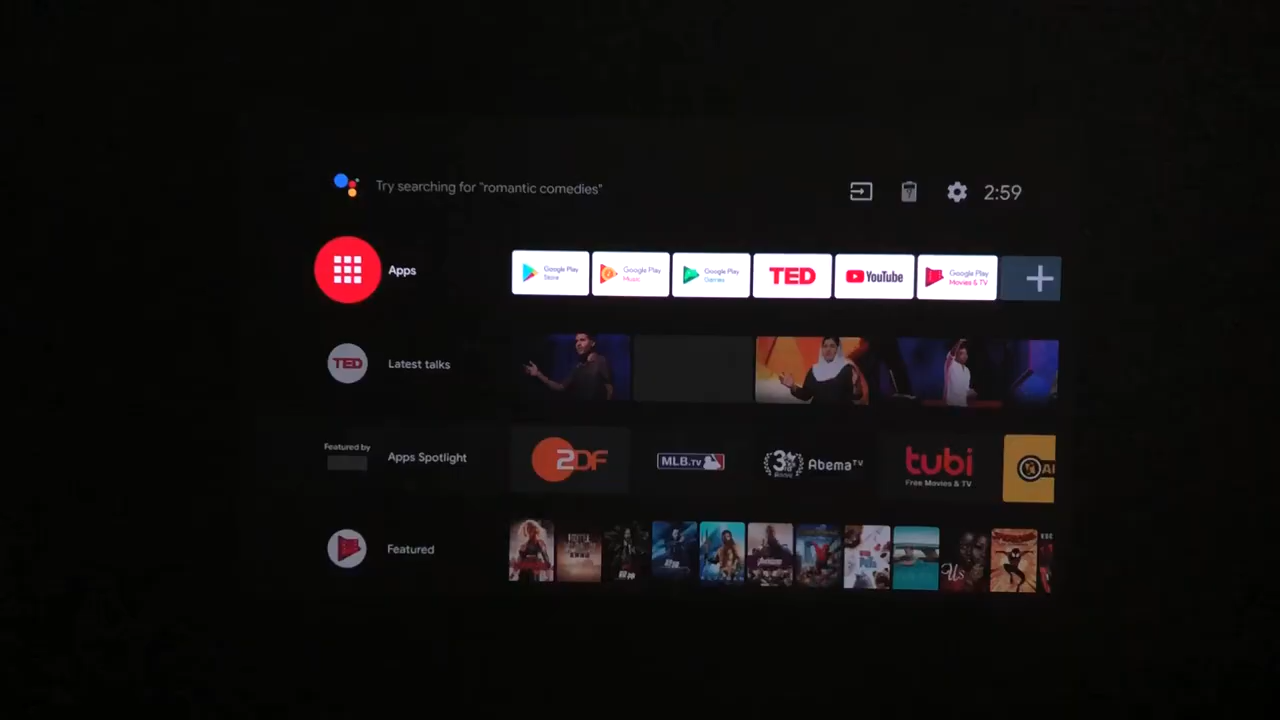 Try searching for "romantic comedies"
2:59
Apps
Google Play
Store
Google Play
Music
Google Play
Games
TED
YouTube
Google Play
Movies & TV
TED
Latest talks
Featured by
Apps Spotlight
2DF
MLB.TV
AbemaTV
tubi
Free Movies & TV
Featured
Us